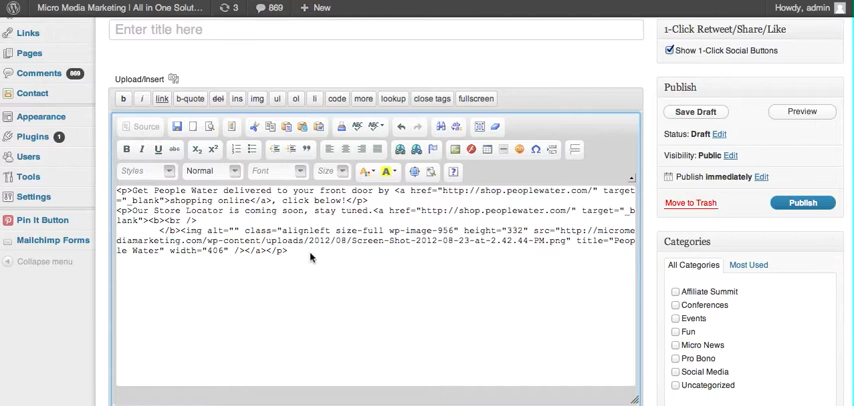 Micro Media Marketing | All in One Solut… 3 869 + New Howdy, admin
Links
Pages
Comments 869
Contact
Appearance
Plugins 1
Users
Tools
Settings
Pin It Button
Mailchimp Forms
Collapse menu
Enter title here
Upload/Insert
b i link b-quote del ins img ul ol li code more lookup close tags fullscreen
Source
B I U abc X₂ X²
Styles Normal Font Size
<p>Get People Water delivered to your front door by <a href="http://shop.peoplewater.com/" target
="_blank">shopping online</a>, click below!</p>
<p>Our Store Locator is coming soon, stay tuned.<a href="http://shop.peoplewater.com/" target="_b
lank"><b><br />
</b><img alt="" class="alignleft size-full wp-image-956" height="332" src="http://microme
diamarketing.com/wp-content/uploads/2012/08/Screen-Shot-2012-08-23-at-2.42.44-PM.png" title="Peop
le Water" width="406" /></a></p>
1-Click Retweet/Share/Like
Show 1-Click Social Buttons
Publish
Save Draft Preview
Status: Draft Edit
Visibility: Public Edit
Publish immediately Edit
Move to Trash Publish
Categories
All Categories Most Used
Affiliate Summit
Conferences
Events
Fun
Micro News
Pro Bono
Social Media
Uncategorized